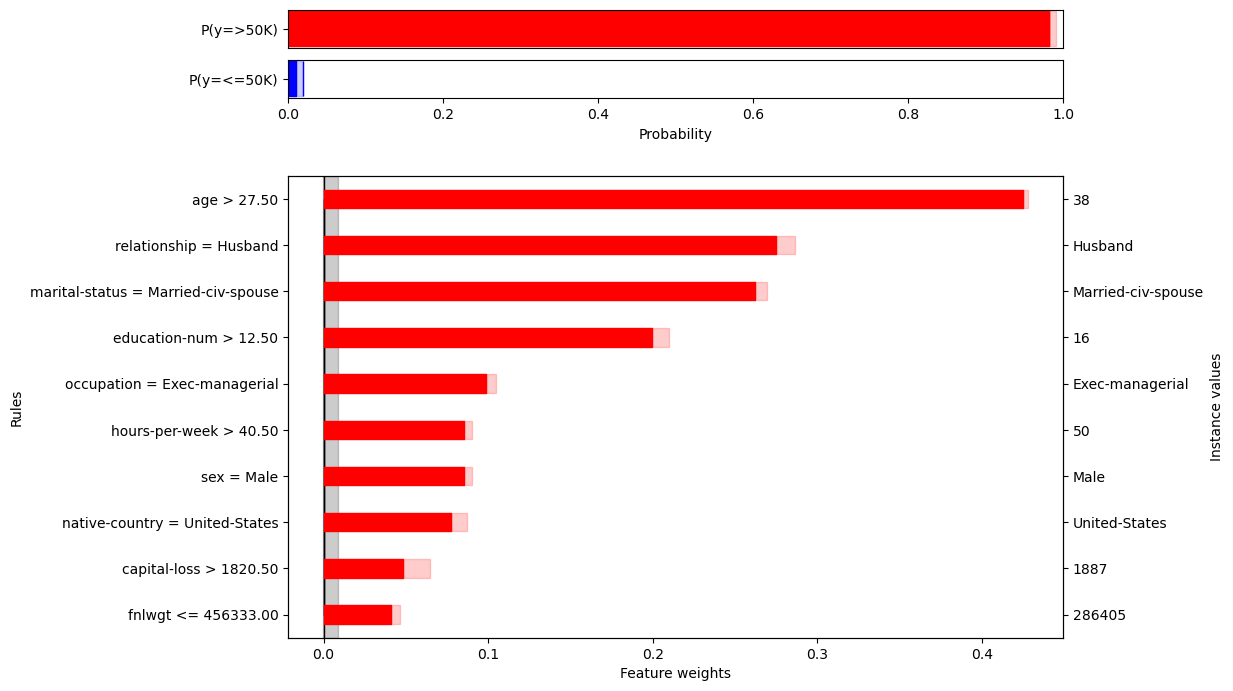 P(y=>50K)
P(y=<=50K)
0.0 0.2 0.4 0.6 0.8 1.0
Probability
age > 27.50 38
relationship = Husband Husband
marital-status = Married-civ-spouse Married-civ-spouse
education-num > 12.50 16
occupation = Exec-managerial Exec-managerial
hours-per-week > 40.50 50
sex = Male Male
native-country = United-States United-States
capital-loss > 1820.50 1887
fnlwgt <= 456333.00 286405
Rules
Instance values
0.0 0.1 0.2 0.3 0.4
Feature weights